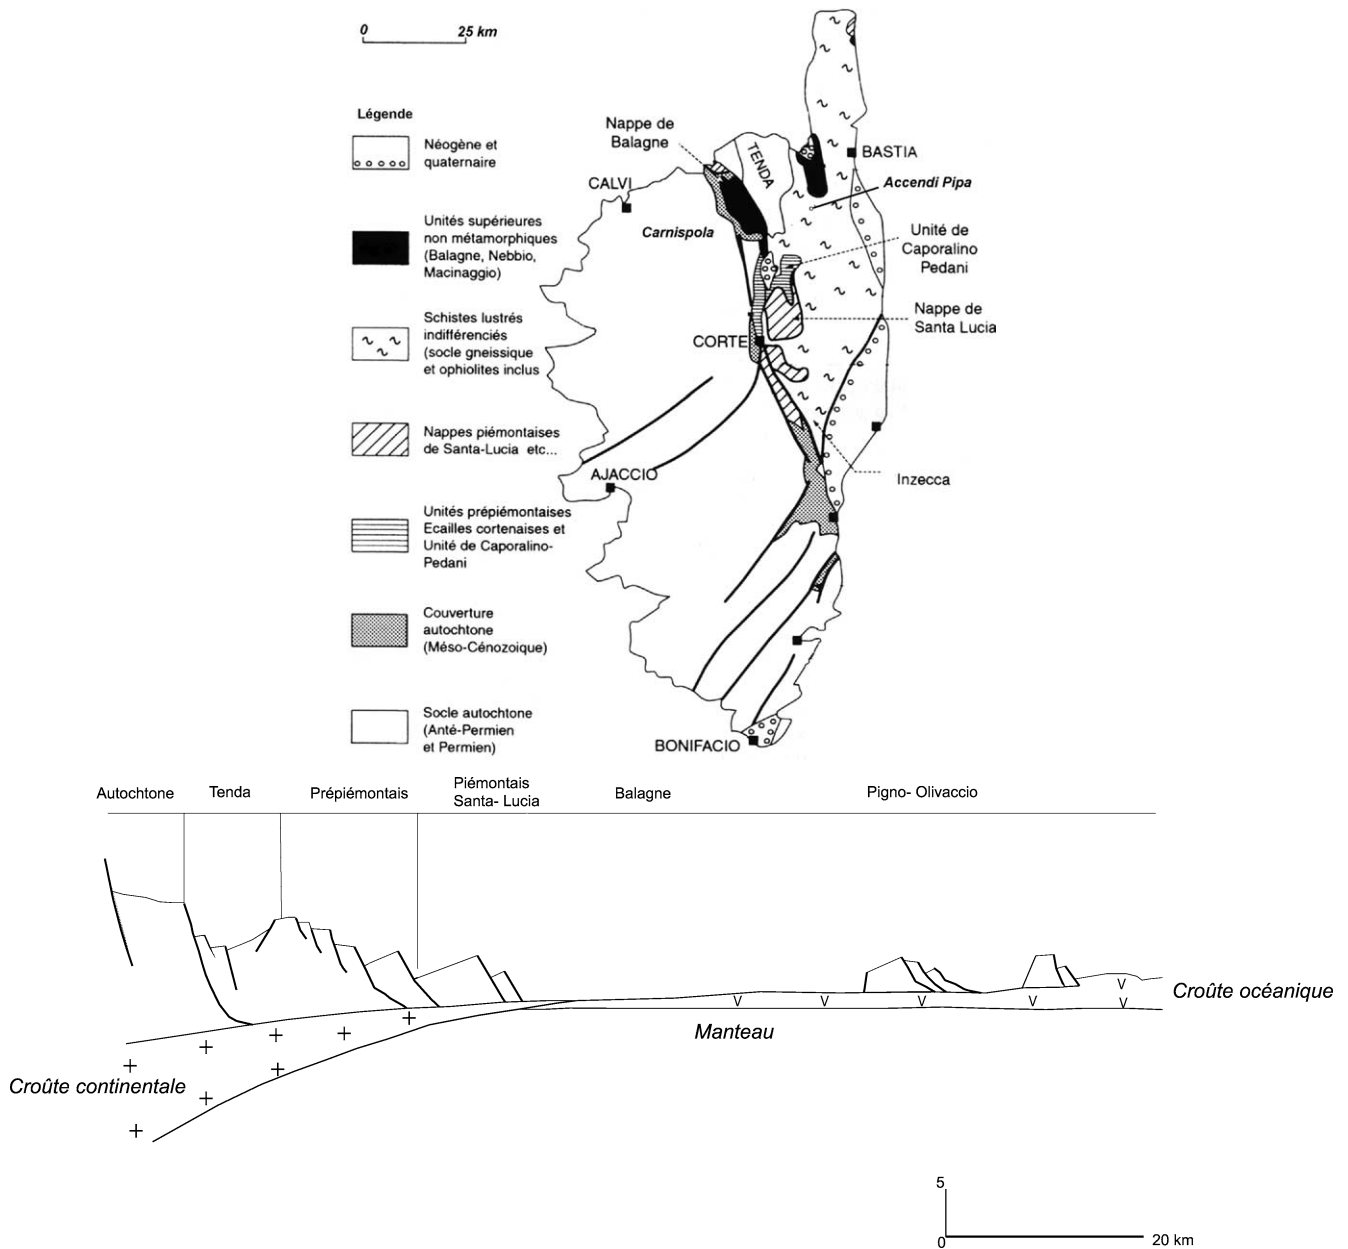 0
25 km
Légende
Néogène et
quaternaire
Unités supérieures
non métamorphiques
(Balagne, Nebbio,
Macinaggio)
Schistes lustrés
indifférenciés
(socle gneissique
et ophiolites inclus
Nappes piémontaises
de Santa-Lucia etc...
Unités prépiémontaises
Ecailles cortenaises et
Unité de Caporalino-
Pedani
Couverture
autochtone
(Méso-Cénozoique)
Socle autochtone
(Anté-Permien
et Permien)
Nappe de
Balagne
TENDA
BASTIA
CALVI
Accendi Pipa
Carnispola
Unité de
Caporalino
Pedani
Nappe de
Santa Lucia
CORTE
AJACCIO
Inzecca
BONIFACIO
Autochtone
Tenda
Prépiémontais
Piémontais
Santa- Lucia
Balagne
Pigno- Olivaccio
Croûte océanique
Manteau
Croûte continentale
5
0
20 km